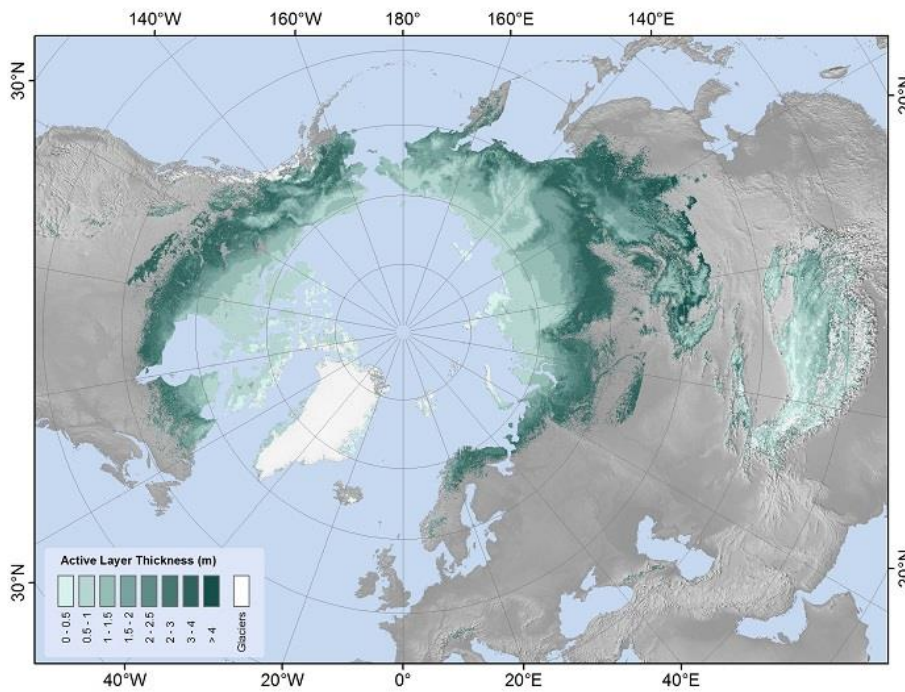 140°W 160°W 180° 160°E 140°E
30°N
20°N
Active Layer Thickness (m)
0 - 0.5
0.5 - 1
1 - 1.5
1.5 - 2
2 - 2.5
2 - 3
3 - 4
> 4
Glaciers
30°N
20°N
40°W 20°W 0° 20°E 40°E